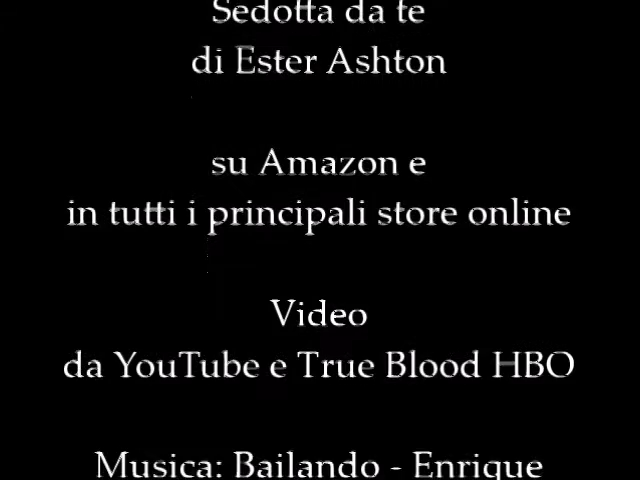 Sedotta da te
di Ester Ashton
su Amazon e
in tutti i principali store online
Video
da YouTube e True Blood HBO
Musica: Bailando - Enrique